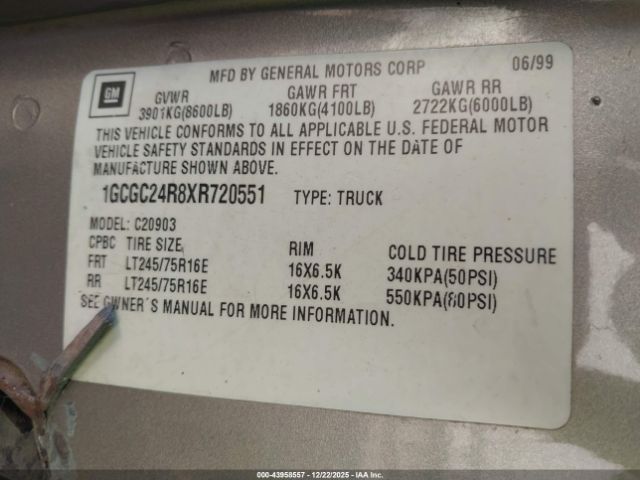 MFD BY GENERAL MOTORS CORP 06/99
GM
GVWR GAWR FRT GAWR RR
3901KG(8600LB) 1860KG(4100LB) 2722KG(6000LB)
THIS VEHICLE CONFORMS TO ALL APPLICABLE U.S. FEDERAL MOTOR
VEHICLE SAFETY STANDARDS IN EFFECT ON THE DATE OF
MANUFACTURE SHOWN ABOVE.
1GCGC24R8XR720551 TYPE: TRUCK
MODEL: C20903
CPBC TIRE SIZE RIM COLD TIRE PRESSURE
FRT LT245/75R16E 16X6.5K 340KPA(50PSI)
RR LT245/75R16E 16X6.5K 550KPA(80PSI)
SEE OWNER'S MANUAL FOR MORE INFORMATION.
000-43958557 - 12/22/2025 - IAA, Inc.